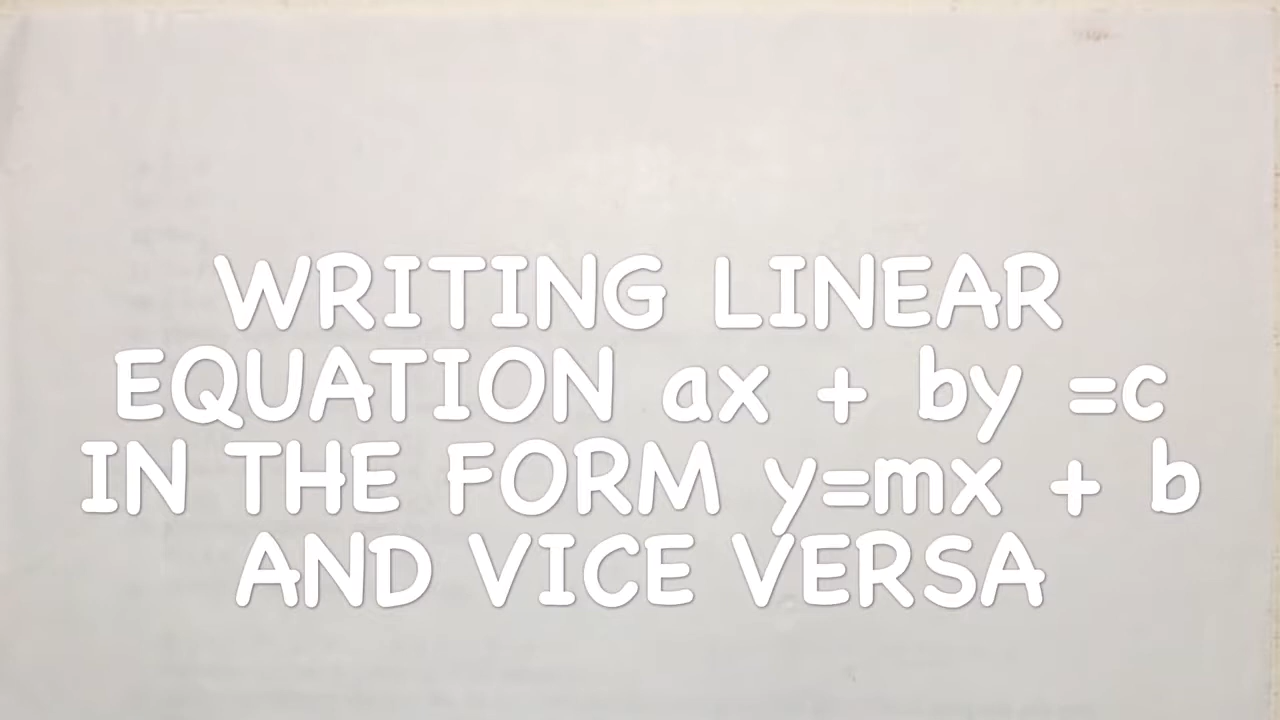 WRITING LINEAR
EQUATION ax + by =c
IN THE FORM y=mx + b
AND VICE VERSA